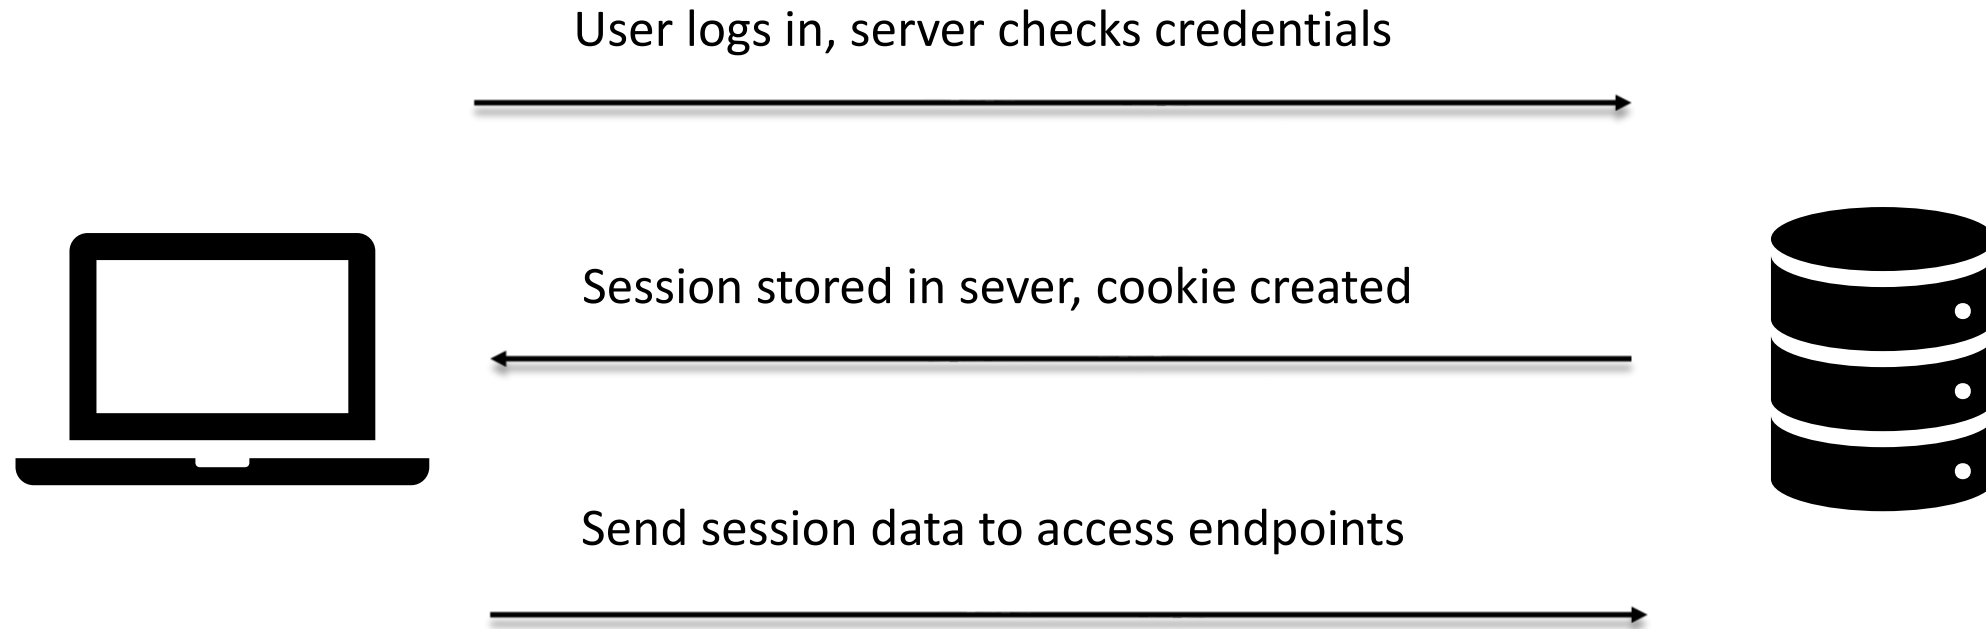 User logs in, server checks credentials
Session stored in sever, cookie created
Send session data to access endpoints